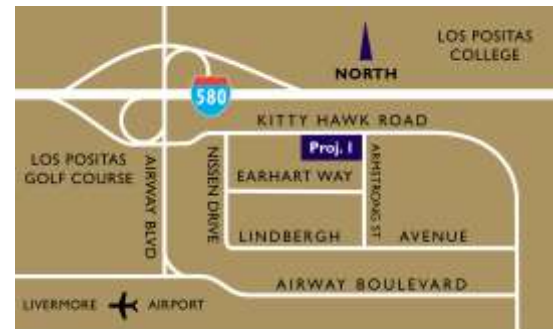 LOS POSITAS
COLLEGE
NORTH
580
KITTY HAWK ROAD
Proj. I
LOS POSITAS
GOLF COURSE
AIRWAY BLVD
NISSEN DRIVE
EARHART WAY
ARMSTRONG ST
LINDBERGH AVENUE
AIRWAY BOULEVARD
LIVERMORE AIRPORT